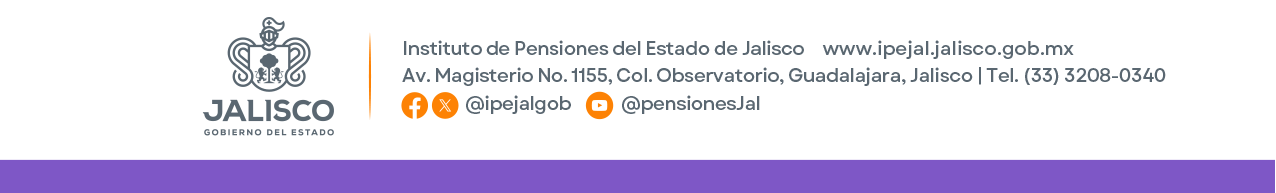 Instituto de Pensiones del Estado de Jalisco www.ipejal.jalisco.gob.mx
Av. Magisterio No. 1155, Col. Observatorio, Guadalajara, Jalisco | Tel. (33) 3208-0340
@ipejalgob @pensionesJal
JALISCO
GOBIERNO DEL ESTADO